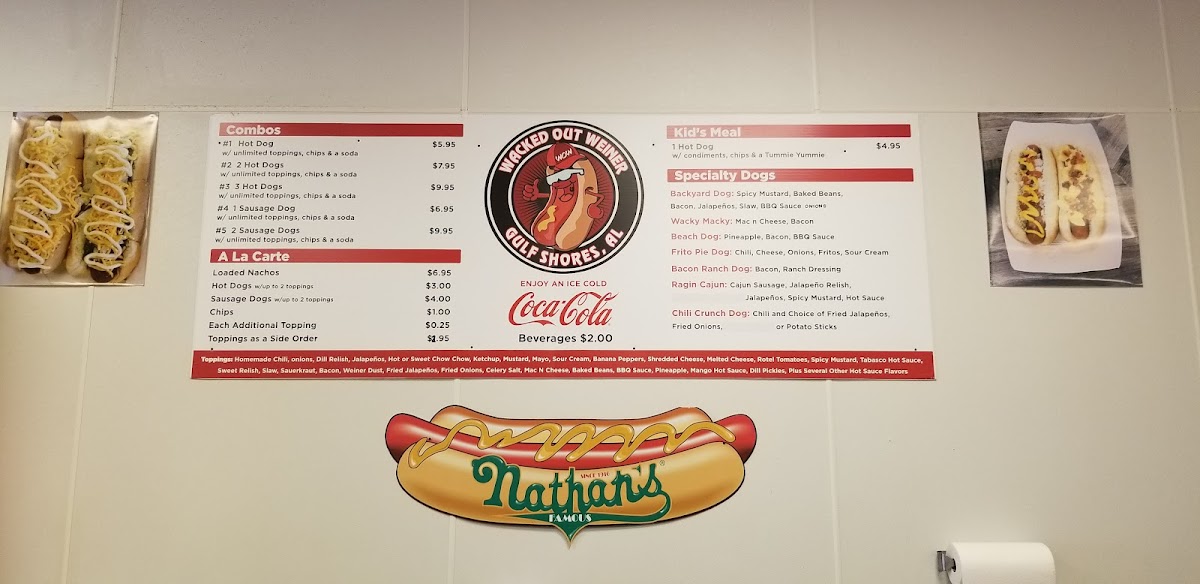 Combos
#1 Hot Dog $5.95
w/ unlimited toppings, chips & a soda
#2 2 Hot Dogs $7.95
w/ unlimited toppings, chips & a soda
#3 3 Hot Dogs $9.95
w/ unlimited toppings, chips & a soda
#4 1 Sausage Dog $6.95
w/ unlimited toppings, chips & a soda
#5 2 Sausage Dogs $9.95
w/ unlimited toppings, chips & a soda
A La Carte
Loaded Nachos $6.95
Hot Dogs w/up to 2 toppings $3.00
Sausage Dogs w/up to 2 toppings $4.00
Chips $1.00
Each Additional Topping $0.25
Toppings as a Side Order $1.95
WACKED OUT WEINER
WOW
GULF SHORES, AL
ENJOY AN ICE COLD
Coca-Cola
Beverages $2.00
Kid's Meal
1 Hot Dog $4.95
w/ condiments, chips & a Tummie Yummie
Specialty Dogs
Backyard Dog: Spicy Mustard, Baked Beans,
Bacon, Jalapeños, Slaw, BBQ Sauce onions
Wacky Macky: Mac n Cheese, Bacon
Beach Dog: Pineapple, Bacon, BBQ Sauce
Frito Pie Dog: Chili, Cheese, Onions, Fritos, Sour Cream
Bacon Ranch Dog: Bacon, Ranch Dressing
Ragin Cajun: Cajun Sausage, Jalapeño Relish,
Jalapeños, Spicy Mustard, Hot Sauce
Chili Crunch Dog: Chili and Choice of Fried Jalapeños,
Fried Onions, or Potato Sticks
Toppings: Homemade Chili, onions, Dill Relish, Jalapeños, Hot or Sweet Chow Chow, Ketchup, Mustard, Mayo, Sour Cream, Banana Peppers, Shredded Cheese, Melted Cheese, Rotel Tomatoes, Spicy Mustard, Tabasco Hot Sauce,
Sweet Relish, Slaw, Sauerkraut, Bacon, Weiner Dust, Fried Jalapeños, Fried Onions, Celery Salt, Mac N Cheese, Baked Beans, BBQ Sauce, Pineapple, Mango Hot Sauce, Dill Pickles, Plus Several Other Hot Sauce Flavors
SINCE 1916
Nathan's
FAMOUS